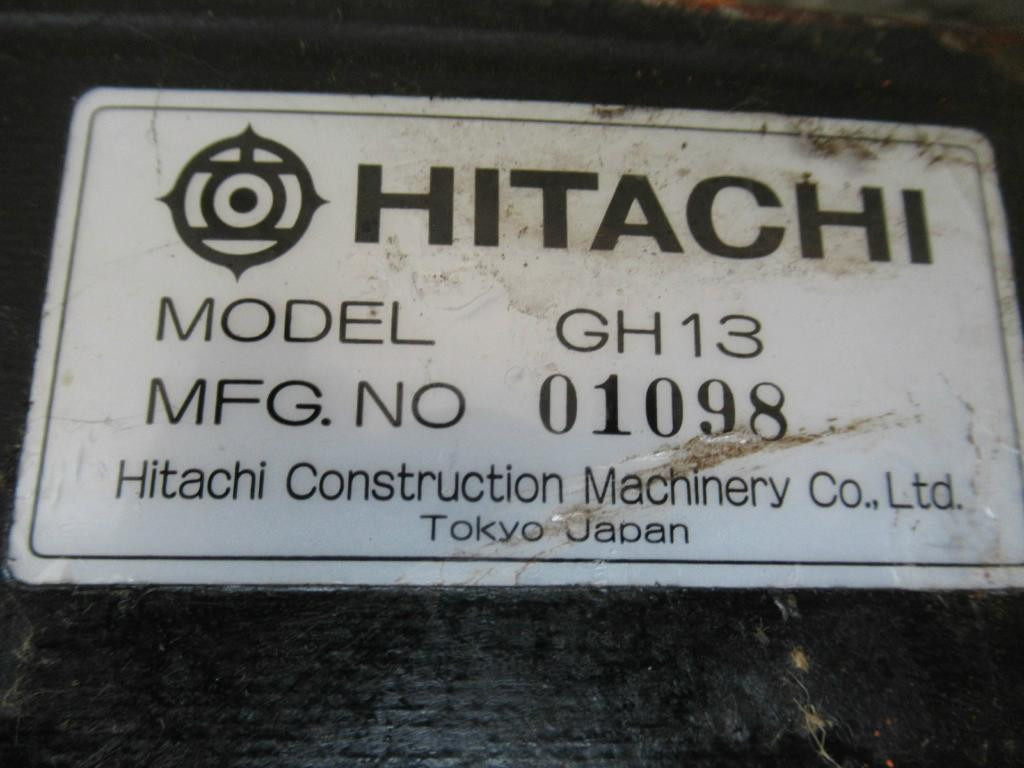 HITACHI
MODEL GH13
MFG. NO 01098
Hitachi Construction Machinery Co., Ltd.
Tokyo Japan